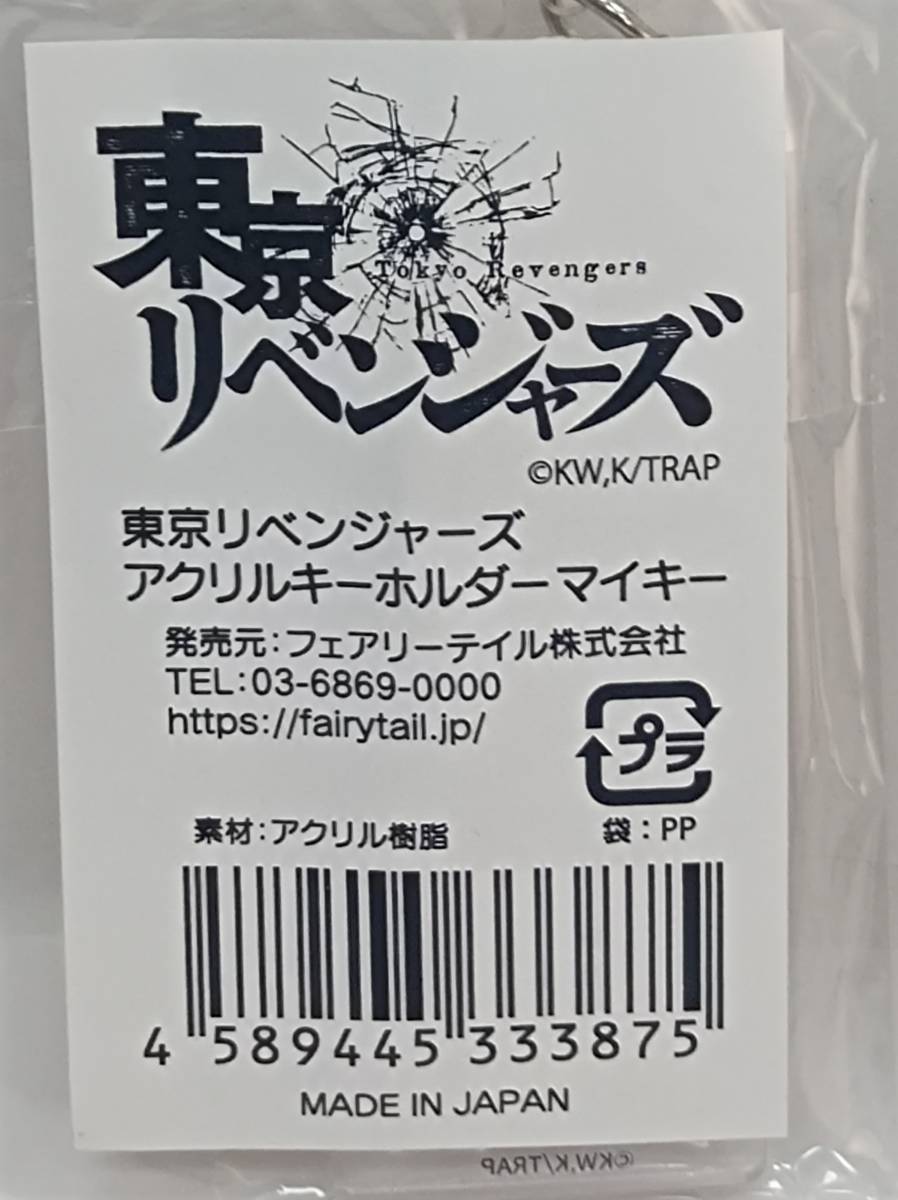 東京
Tokyo Revengers
リベンジャーズ
©KW,K/TRAP
東京リベンジャーズ
アクリルキーホルダーマイキー
発売元:フェアリーテイル株式会社
TEL:03-6869-0000
https://fairytail.jp/
プラ
素材:アクリル樹脂 袋:PP
4 589445 333875
MADE IN JAPAN
©KW,K/TRAP